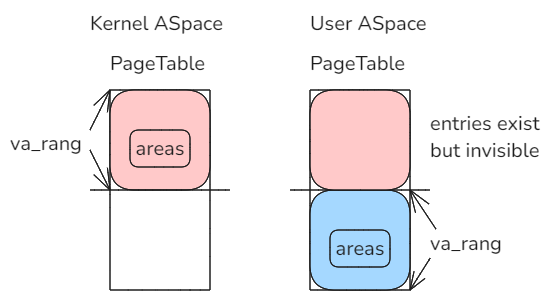 Kernel ASpace
User ASpace
PageTable
PageTable
va_rang
areas
entries exist
but invisible
areas
va_rang